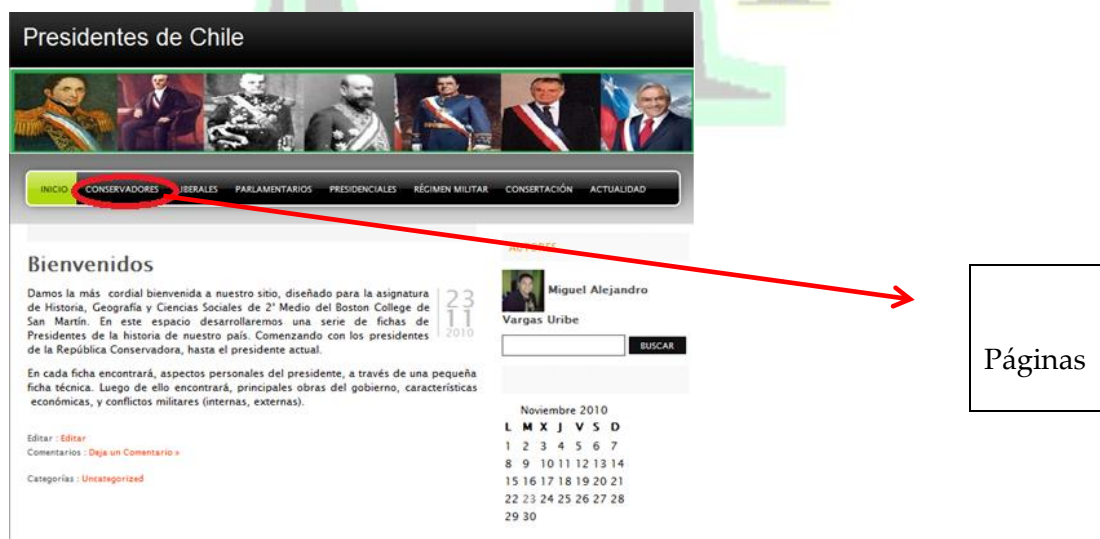 Presidentes de Chile
INICIO CONSERVADORES LIBERALES PARLAMENTARIOS PRESIDENCIALES RÉGIMEN MILITAR CONSERTACIÓN ACTUALIDAD
Bienvenidos
Damos la más cordial bienvenida a nuestro sitio, diseñado para la asignatura
de Historia, Geografía y Ciencias Sociales de 2° Medio del Boston College de
San Martín. En este espacio desarrollaremos una serie de fichas de
Presidentes de la historia de nuestro país. Comenzando con los presidentes
de la República Conservadora, hasta el presidente actual.
23
11
2010
En cada ficha encontrará, aspectos personales del presidente, a través de una pequeña
ficha técnica. Luego de ello encontrará, principales obras del gobierno, características
económicas, y conflictos militares (internas, externas).
Editar : Editar
Comentarios : Deja un Comentario »
Categorías : Uncategorized
AUTORES
Miguel Alejandro
Vargas Uribe
BUSCAR
Noviembre 2010
L M X J V S D
1 2 3 4 5 6 7
8 9 10 11 12 13 14
15 16 17 18 19 20 21
22 23 24 25 26 27 28
29 30
Páginas